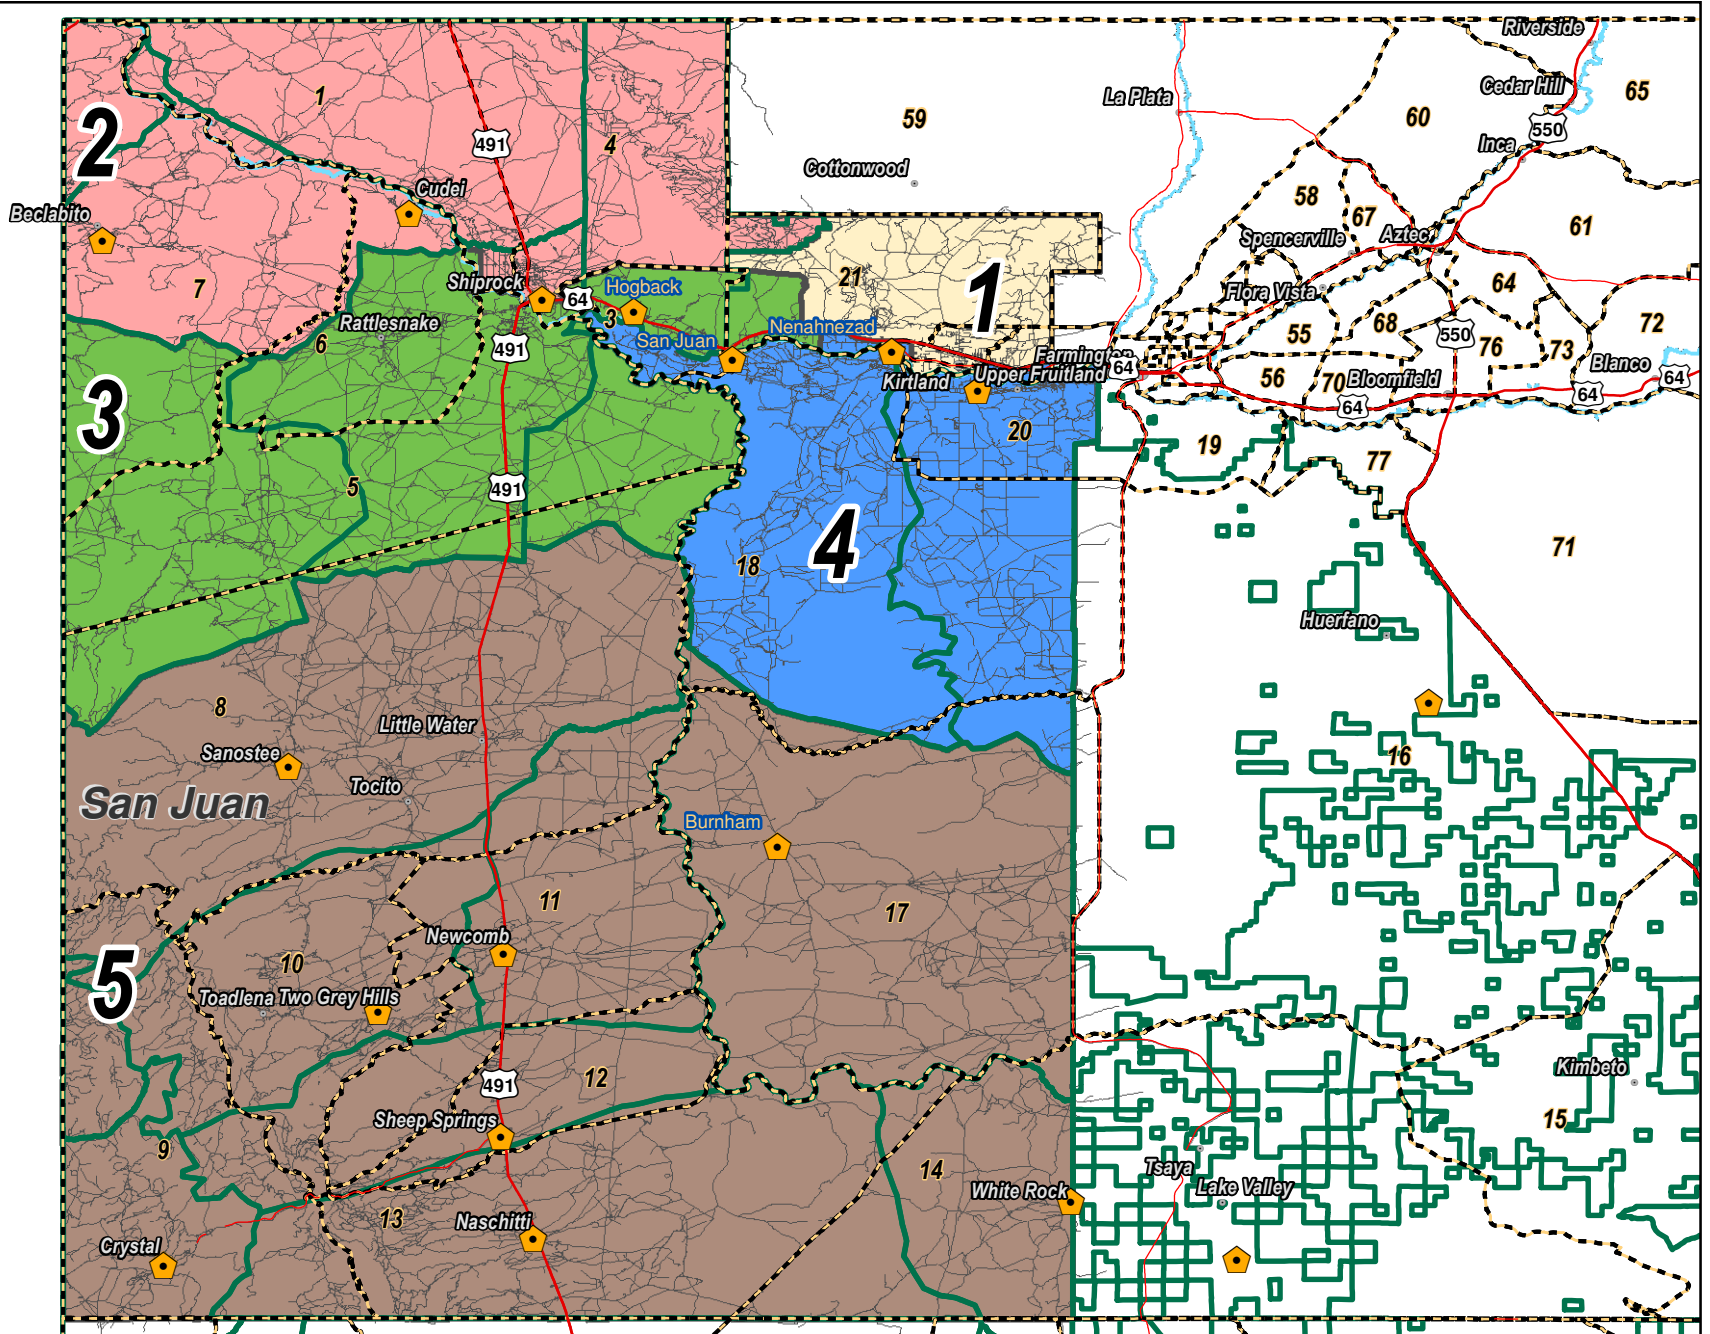 Riverside
Cedar Hill
65
1
59
La Plata
60
2
491
4
550
Inca
Cottonwood
Cudei
58
67
Beclabito
61
Spencerville
Aztec
7
Shiprock
Hogback
21
1
64
Flora Vista
64
3
Rattlesnake
6
491
San Juan
Nenahnezad
55
68
550
76
73
72
Farmington
64
Blanco
Kirtland
Upper Fruitland
56
70
Bloomfield
64
64
64
3
20
19
77
5
491
4
18
71
Huerfano
8
Little Water
16
Sanostee
Tocito
San Juan
Burnham
11
17
Newcomb
10
5
Toadlena
Two Grey Hills
Kimbeto
491
12
Sheep Springs
15
9
14
Tsaya
White Rock
Lake Valley
13
Naschitti
Crystal